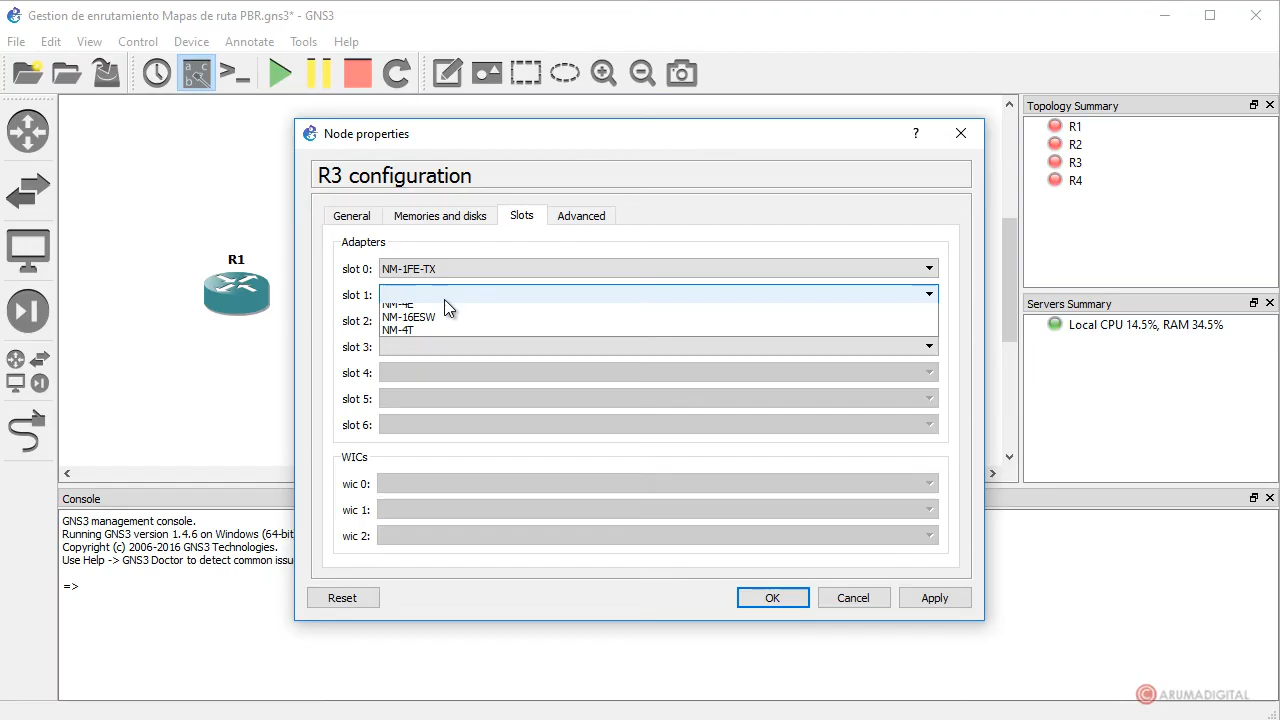 Gestion de enrutamiento Mapas de ruta PBR.gns3* - GNS3
File Edit View Control Device Annotate Tools Help
Topology Summary
R1
R2
R3
R4
Servers Summary
Local CPU 14.5%, RAM 34.5%
R1
Node properties
?
R3 configuration
General Memories and disks Slots Advanced
Adapters
slot 0: NM-1FE-TX
slot 1:
NM-4E
NM-16ESW
NM-4T
slot 2:
slot 3:
slot 4:
slot 5:
slot 6:
WICs
wic 0:
wic 1:
wic 2:
Reset OK Cancel Apply
Console
GNS3 management console.
Running GNS3 version 1.4.6 on Windows (64-bit
Copyright (c) 2006-2016 GNS3 Technologies.
Use Help -> GNS3 Doctor to detect common issu
=>
© ARUMADIGITAL